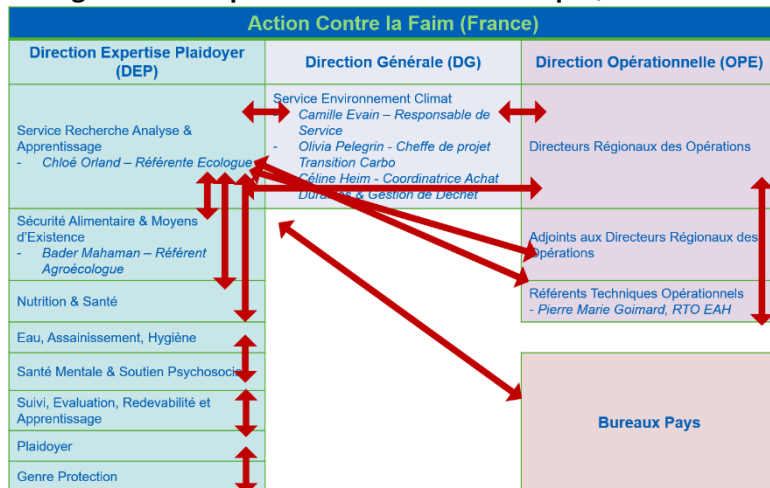 Action Contre la Faim (France)
Direction Expertise Plaidoyer
(DEP)
Direction Générale (DG)
Direction Opérationnelle (OPE)
Service Recherche Analyse &
Apprentissage
- Chloé Orland – Référente Ecologue
Service Environnement Climat
- Camille Evain – Responsable de
Service
- Olivia Pelegrin - Cheffe de projet
Transition Carbo
- Céline Heim - Coordinatrice Achat
& Gestion de Déchet
Directeurs Régionaux des Opérations
Sécurité Alimentaire & Moyens
d'Existence
- Bader Mahaman – Référent
Agroécologue
Adjoints aux Directeurs Régionaux des
Opérations
Nutrition & Santé
Référents Techniques Opérationnels
- Pierre Marie Goimard, RTO EAH
Eau, Assainissement, Hygiène
Santé Mentale & Soutien Psychosocial
Suivi, Evaluation, Redevabilité et
Apprentissage
Bureaux Pays
Plaidoyer
Genre Protection